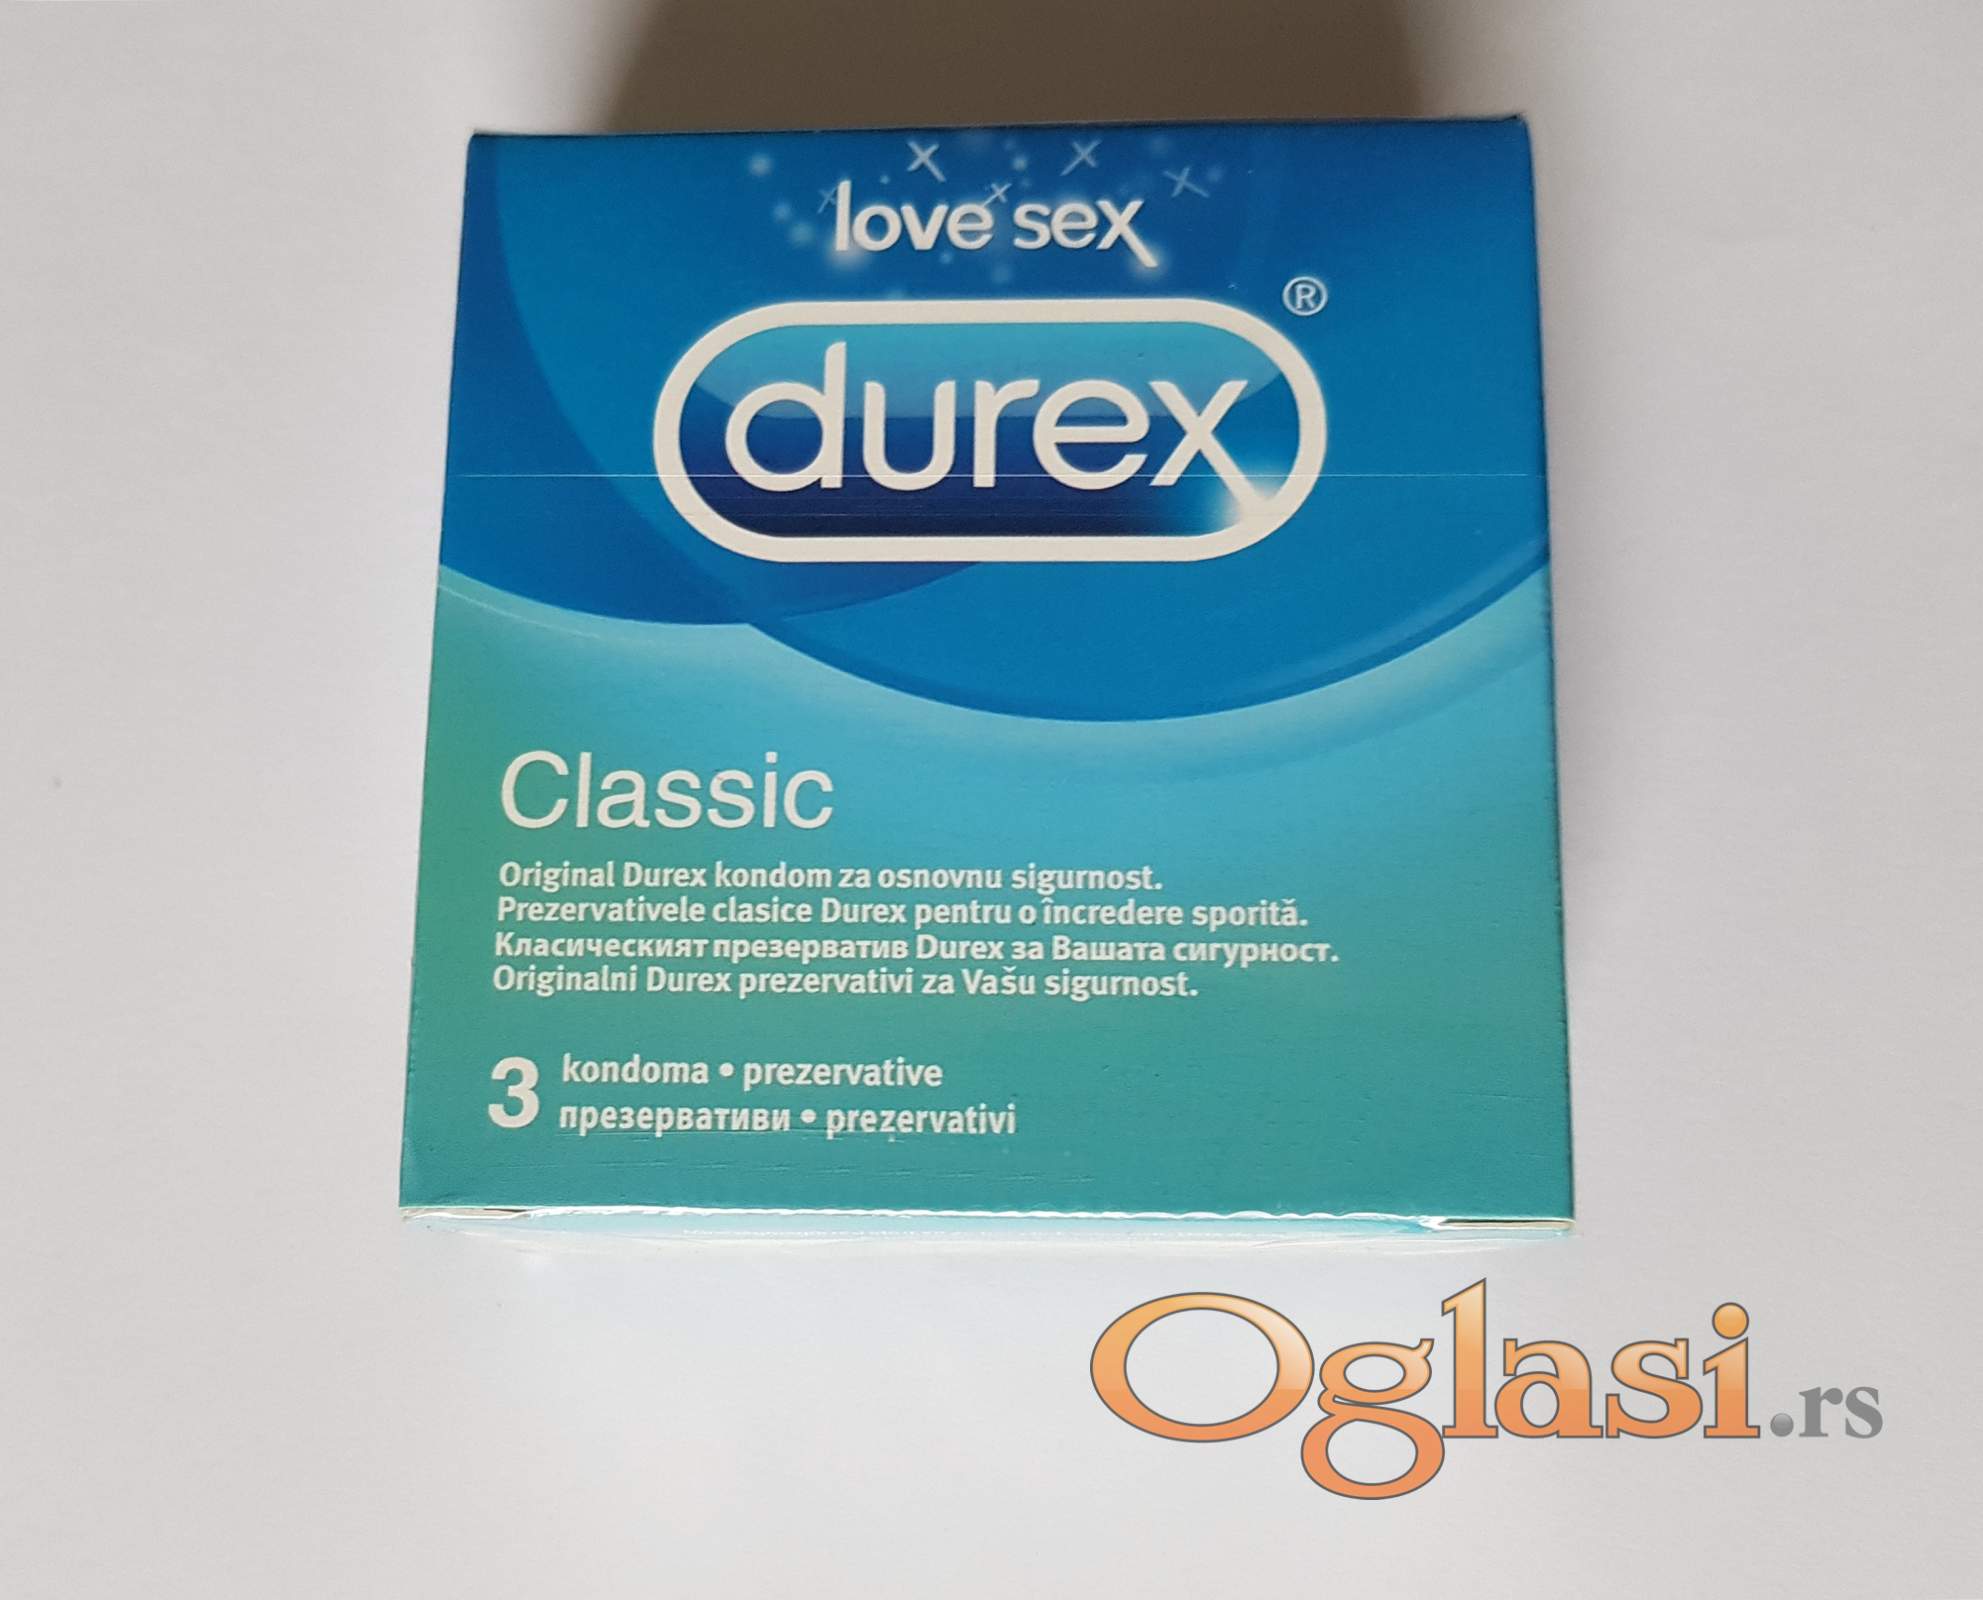 love sex
durex®
Classic
Original Durex kondom za osnovnu sigurnost.
Prezervativele clasice Durex pentru o încredere sporită.
Класическият презерватив Durex за Вашата сигурност.
Originalni Durex prezervativi za Vašu sigurnost.
3 kondoma • prezervative
презервативи • prezervativi
Oglasi.rs